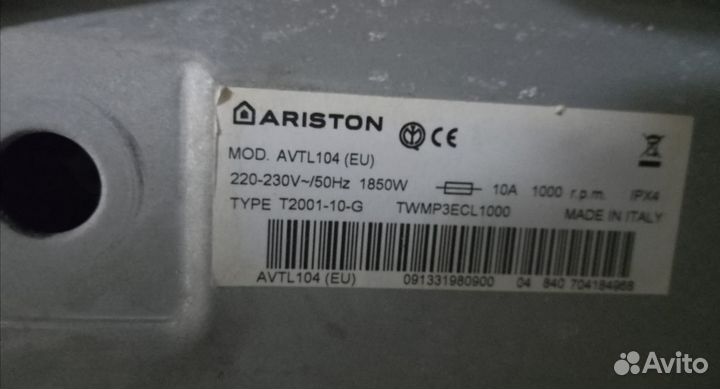 ARISTON CE
MOD. AVTL104 (EU)
220-230V~/50Hz 1850W 10A 1000 r.p.m. IPX4
TYPE T2001-10-G TWMP3ECL1000 MADE IN ITALY
AVTL104 (EU) 091331980900 04 840 704184968
Avito